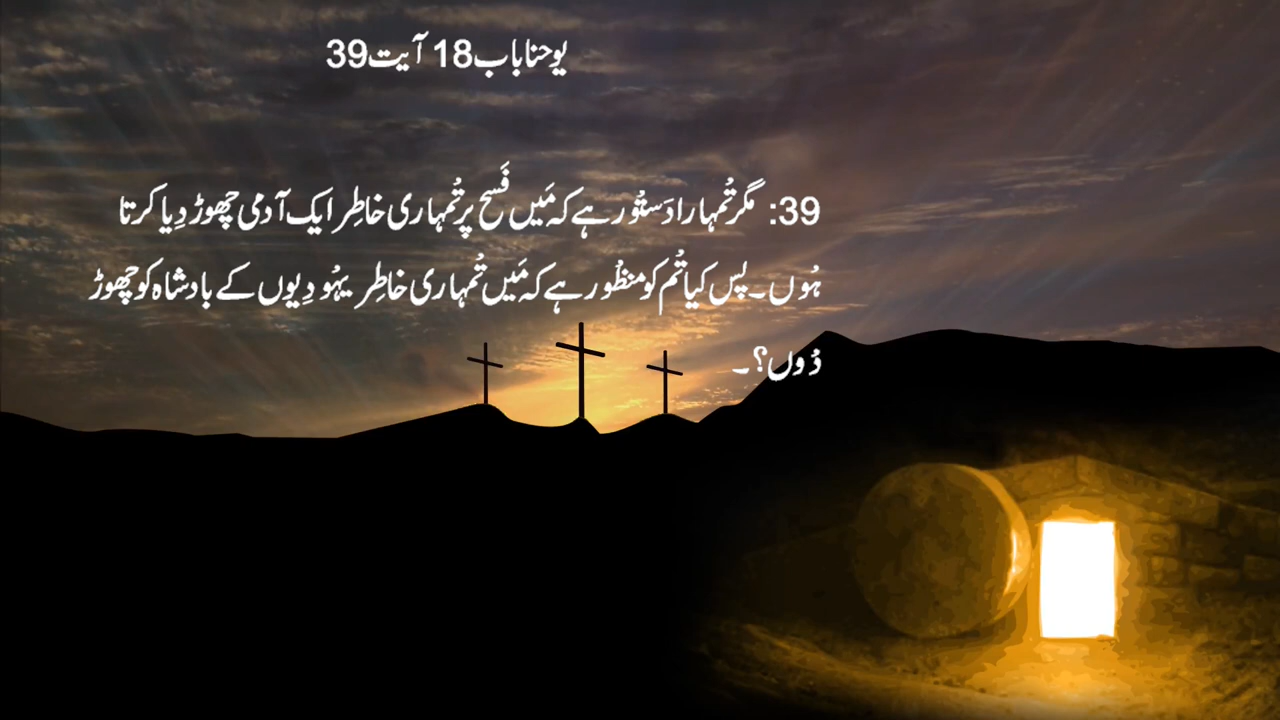 یوحنا باب 18 آیت 39
39: مگر تُمہارا دَستُور ہے کہ مَیں فَسح پر تُمہاری خاطِر ایک آدمی چھوڑ دِیا کرتا
ہُوں۔ پس کیا تُم کو منظُور ہے کہ مَیں تُمہاری خاطِر یہُودِیوں کے بادشاہ کو چھوڑ
دُوں؟۔